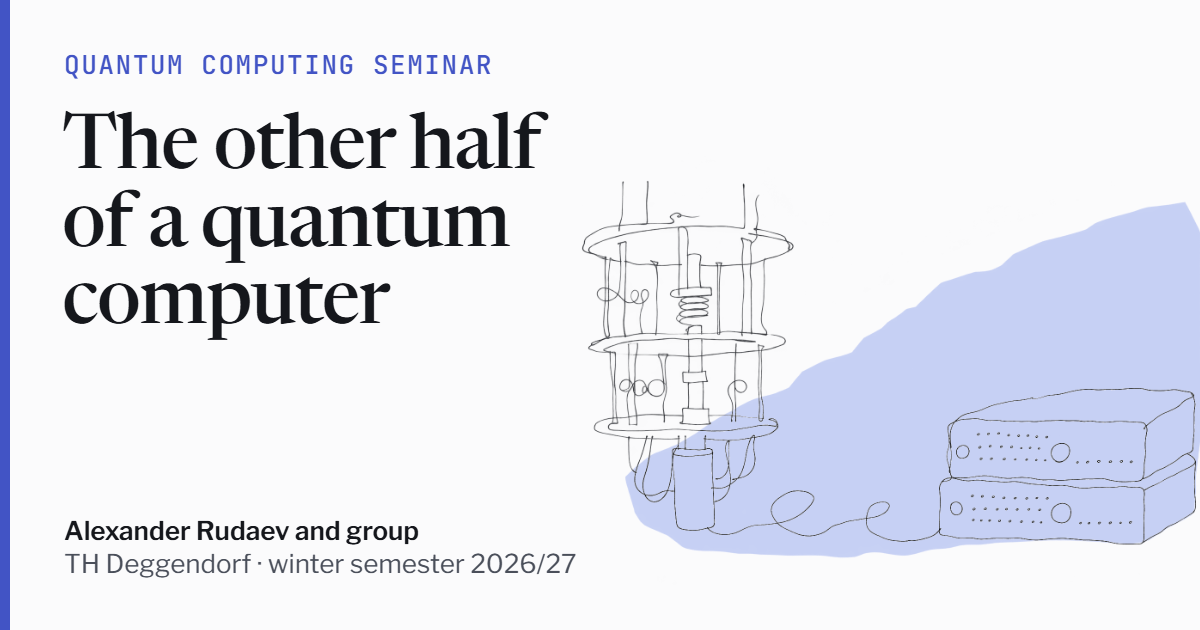 QUANTUM COMPUTING SEMINAR
The other half
of a quantum
computer
Alexander Rudaev and group
TH Deggendorf · winter semester 2026/27